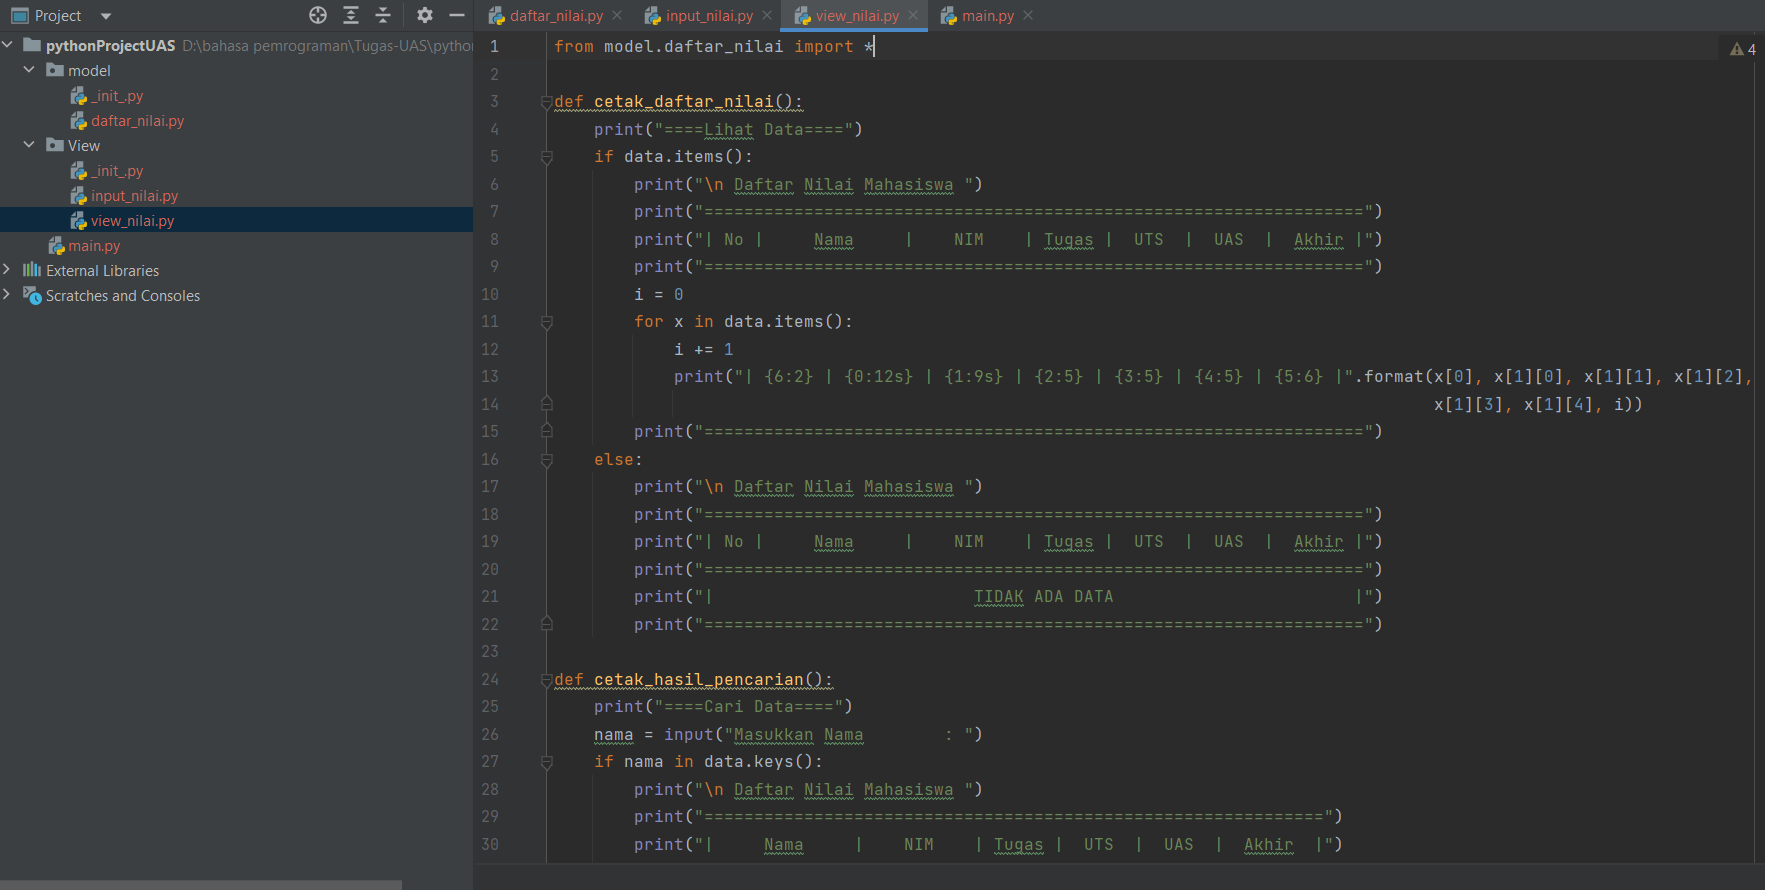 Project
daftar_nilai.py
input_nilai.py
view_nilai.py
main.py
pythonProjectUAS D:\bahasa pemrograman\Tugas-UAS\pytho
model
_init_.py
daftar_nilai.py
View
_init_.py
input_nilai.py
view_nilai.py
main.py
External Libraries
Scratches and Consoles
4
1 from model.daftar_nilai import *
2
3 def cetak_daftar_nilai():
4     print("====Lihat Data====")
5     if data.items():
6         print("\n Daftar Nilai Mahasiswa ")
7         print("==================================================================")
8         print("| No |     Nama     |    NIM    | Tugas |  UTS  |  UAS  |  Akhir |")
9         print("==================================================================")
10         i = 0
11         for x in data.items():
12             i += 1
13             print("| {6:2} | {0:12s} | {1:9s} | {2:5} | {3:5} | {4:5} | {5:6} |".format(x[0], x[1][0], x[1][1], x[1][2],
14                                                                                         x[1][3], x[1][4], i))
15         print("==================================================================")
16     else:
17         print("\n Daftar Nilai Mahasiswa ")
18         print("==================================================================")
19         print("| No |     Nama     |    NIM    | Tugas |  UTS  |  UAS  |  Akhir |")
20         print("==================================================================")
21         print("|                          TIDAK ADA DATA                        |")
22         print("==================================================================")
23
24 def cetak_hasil_pencarian():
25     print("====Cari Data====")
26     nama = input("Masukkan Nama        : ")
27     if nama in data.keys():
28         print("\n Daftar Nilai Mahasiswa ")
29         print("==============================================================")
30         print("|     Nama     |    NIM    | Tugas |  UTS  |  UAS  |  Akhir  |")